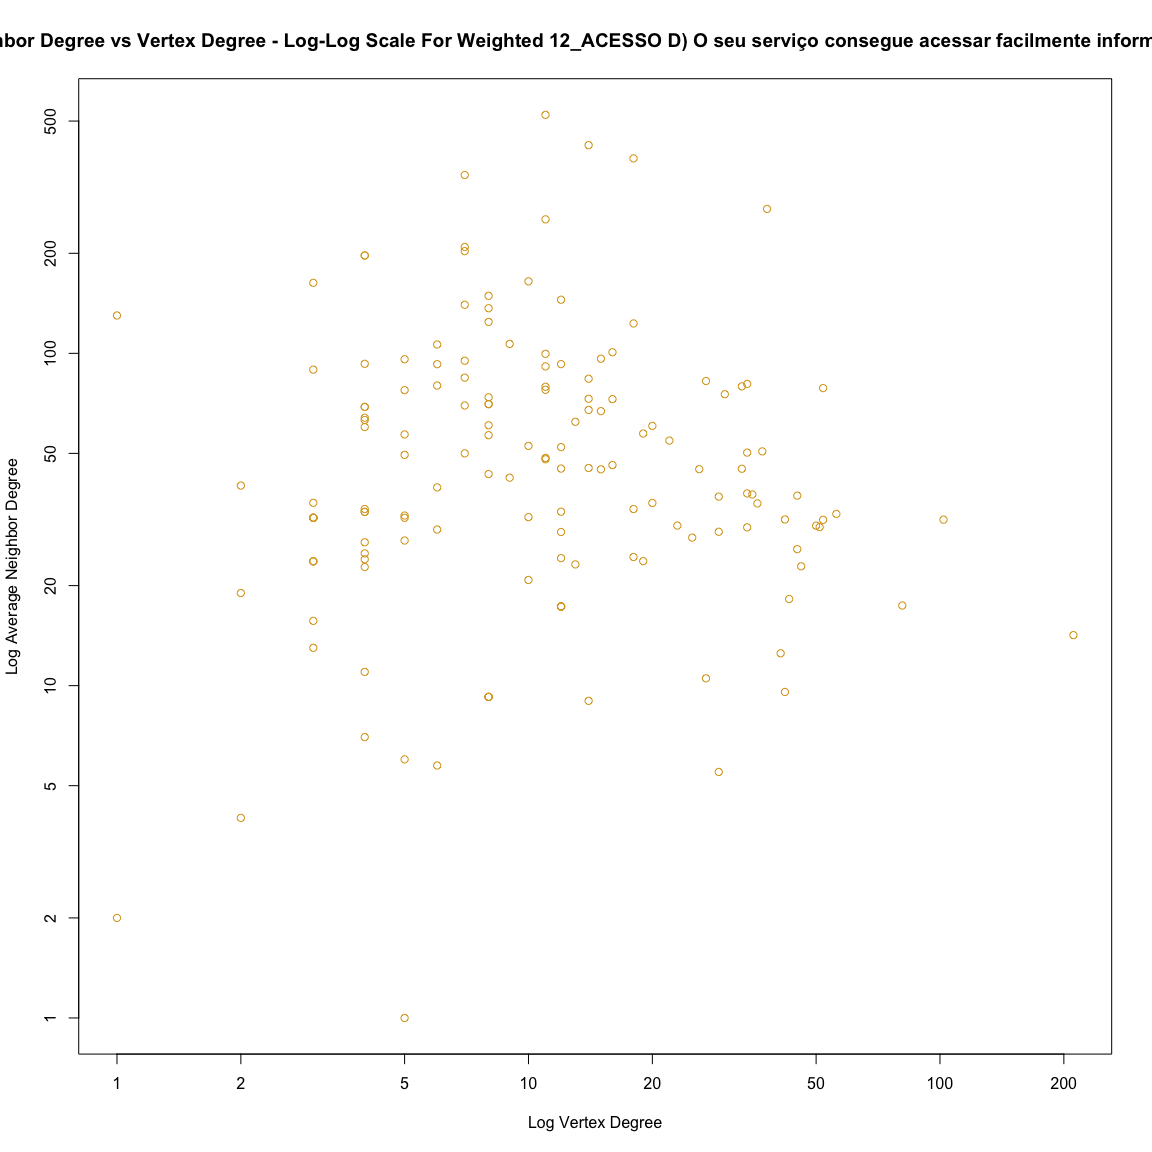 nbor Degree vs Vertex Degree - Log-Log Scale For Weighted 12_ACESSO D) O seu serviço consegue acessar facilmente inform
500
200
100
50
20
10
5
2
1
Log Average Neighbor Degree
1 2 5 10 20 50 100 200
Log Vertex Degree